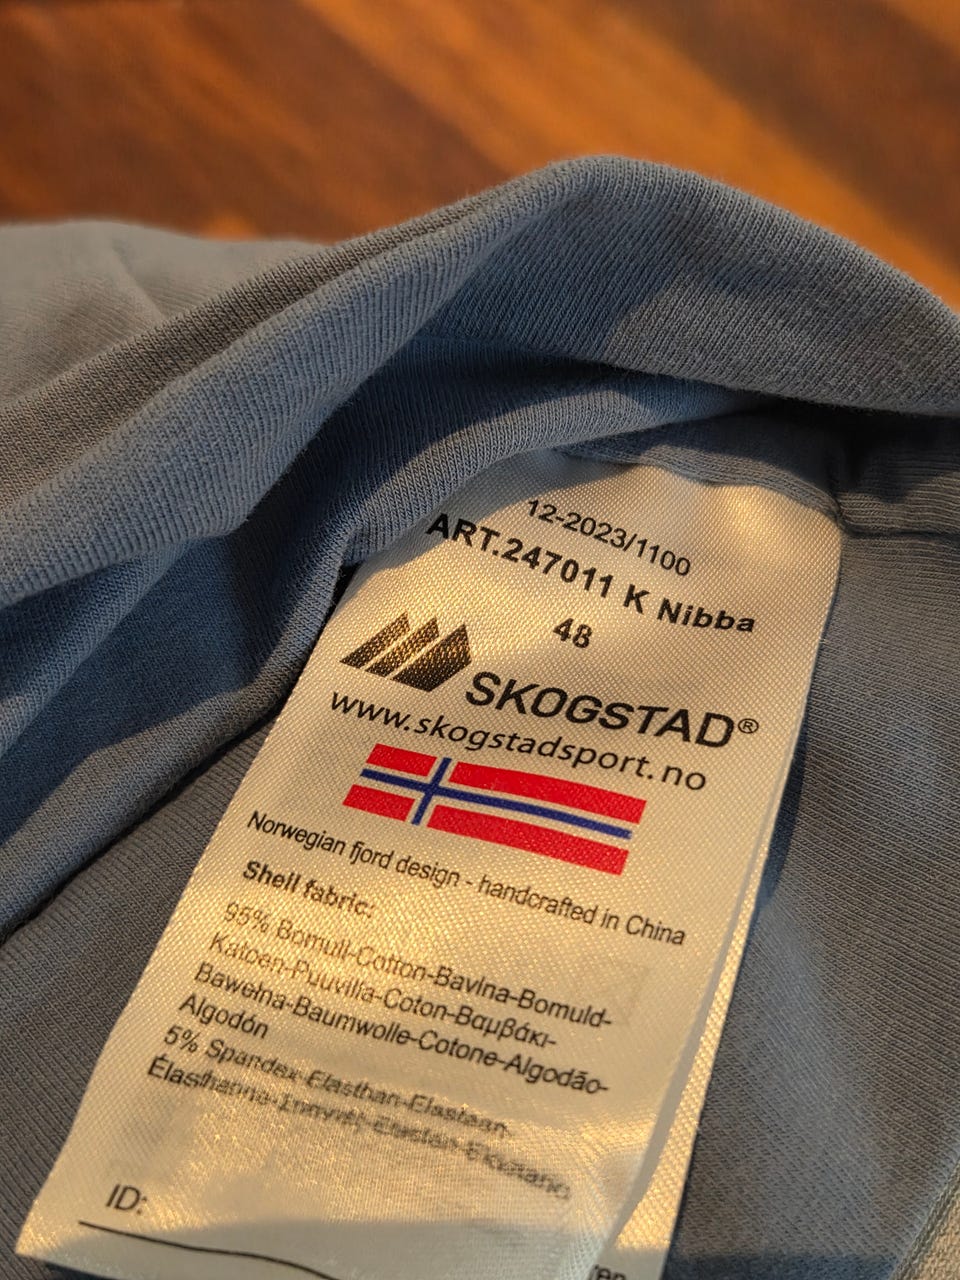 12-2023/1100
ART.247011 K Nibba
48
SKOGSTAD®
www.skogstadsport.no
Norwegian fjord design - handcrafted in China
Shell fabric:
95% Bomull-Cotton-Bavlna-Bomuld-
Katoen-Puuvilla-Coton-Βαμβάκι-
Bawełna-Baumwolle-Cotone-Algodão-
Algodón
5% Spandex-Elasthan-Elastaan-
ID: